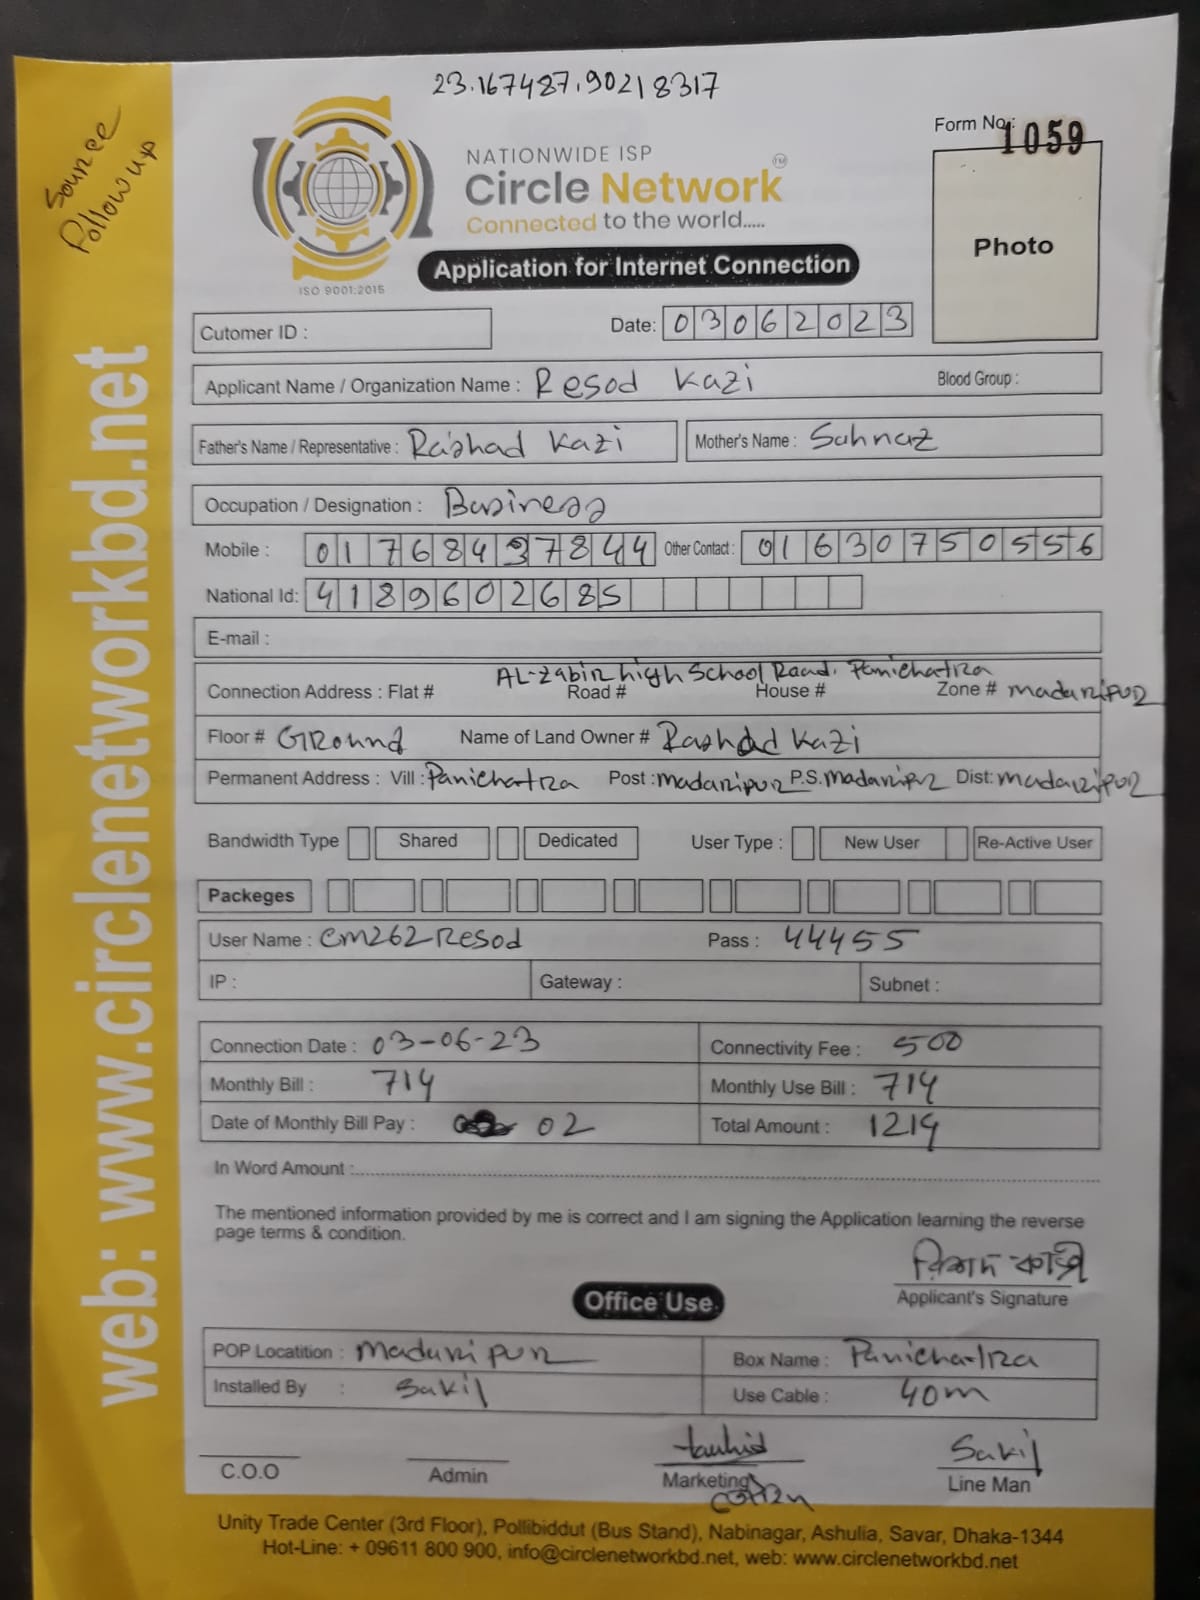 23.167487.90218317
Source
Follow up
Form No.: 1059
NATIONWIDE ISP
Circle Network TM
Connected to the world.....
ISO 9001:2015
Application for Internet Connection
Photo
Cutomer ID :
Date: 03062023
Applicant Name / Organization Name : Resod Kazi Blood Group :
Father's Name / Representative : Rashad Kazi Mother's Name : Sahnaz
Occupation / Designation : Business
Mobile : 01768437844 Other Contact : 01630750556
National Id: 4189602685
E-mail :
AL-Zabir high School Road. Panichatra
Connection Address : Flat # Road # House # Zone # Madaripur
Floor # Ground Name of Land Owner # Rashad Kazi
Permanent Address : Vill : Panichatra Post : Madaripur P.S. Madaripur Dist: Madaripur
Bandwidth Type Shared Dedicated User Type : New User Re-Active User
Packeges
User Name : Cm262Resod Pass : 44455
IP : Gateway : Subnet :
Connection Date : 03-06-23 Connectivity Fee : 500
Monthly Bill : 714 Monthly Use Bill : 714
Date of Monthly Bill Pay : 02 Total Amount : 1214
In Word Amount :
The mentioned information provided by me is correct and I am signing the Application learning the reverse
page terms & condition.
কাজী
Applicant's Signature
Office Use
POP Locatition : Madaripur Box Name : Panichatra
Installed By : Sakil Use Cable : 40m
tauhid Sakil
C.O.O Admin Marketing Line Man
Unity Trade Center (3rd Floor), Pollibiddut (Bus Stand), Nabinagar, Ashulia, Savar, Dhaka-1344
Hot-Line: + 09611 800 900, info@circlenetworkbd.net, web: www.circlenetworkbd.net
web: www.circlenetworkbd.net